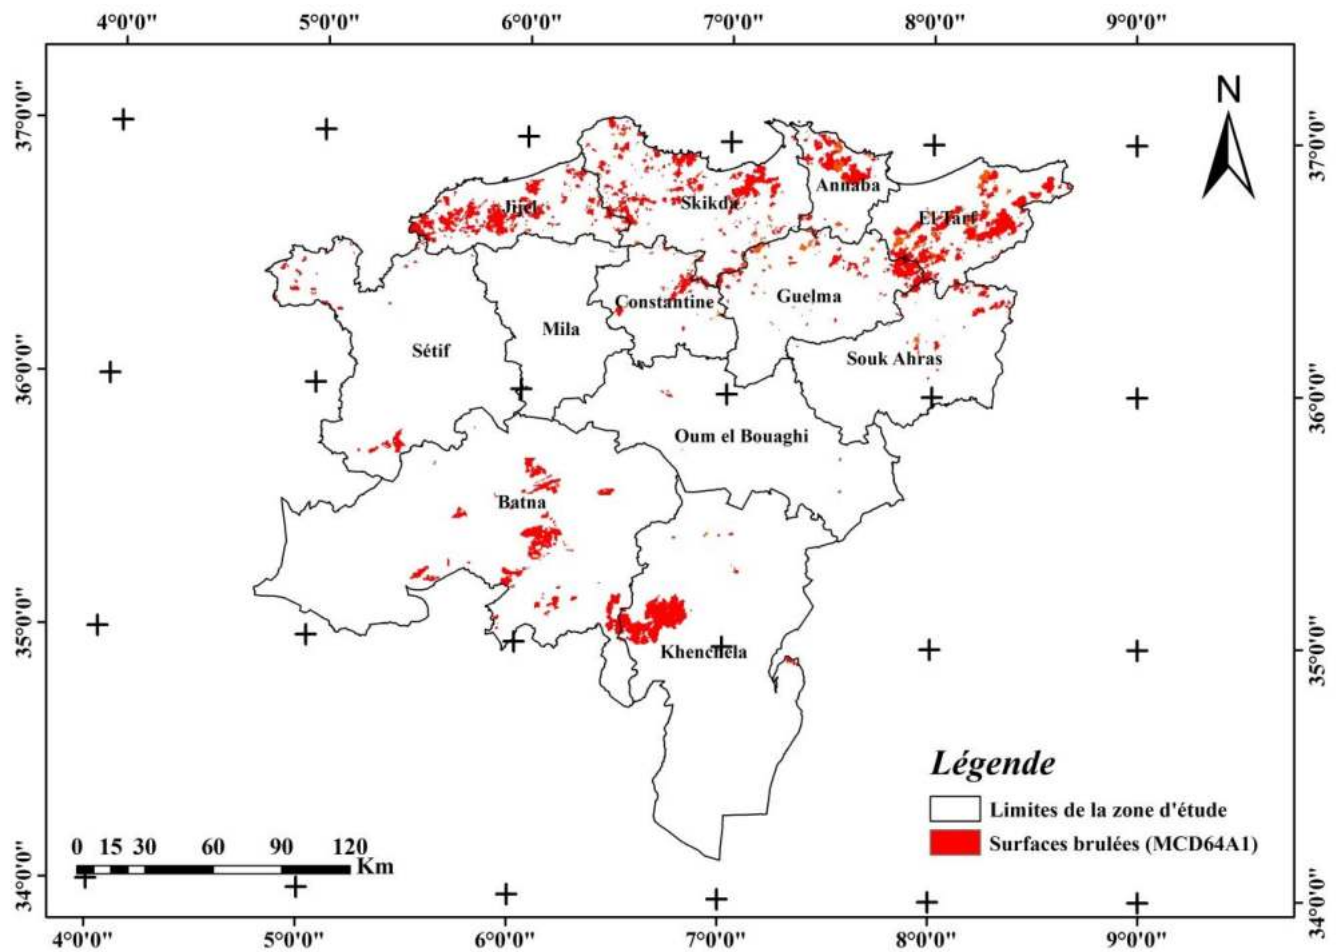 4°0'0" 5°0'0" 6°0'0" 7°0'0" 8°0'0" 9°0'0"
37°0'0" 37°0'0"
N
Annaba
Jijel Skikda El Tarf
Constantine Guelma
Mila
Sétif Souk Ahras
36°0'0" 36°0'0"
Oum el Bouaghi
Batna
35°0'0" 35°0'0"
Khenchela
Légende
Limites de la zone d'étude
Surfaces brulées (MCD64A1)
0 15 30 60 90 120
Km
34°0'0" 34°0'0"
4°0'0" 5°0'0" 6°0'0" 7°0'0" 8°0'0" 9°0'0"